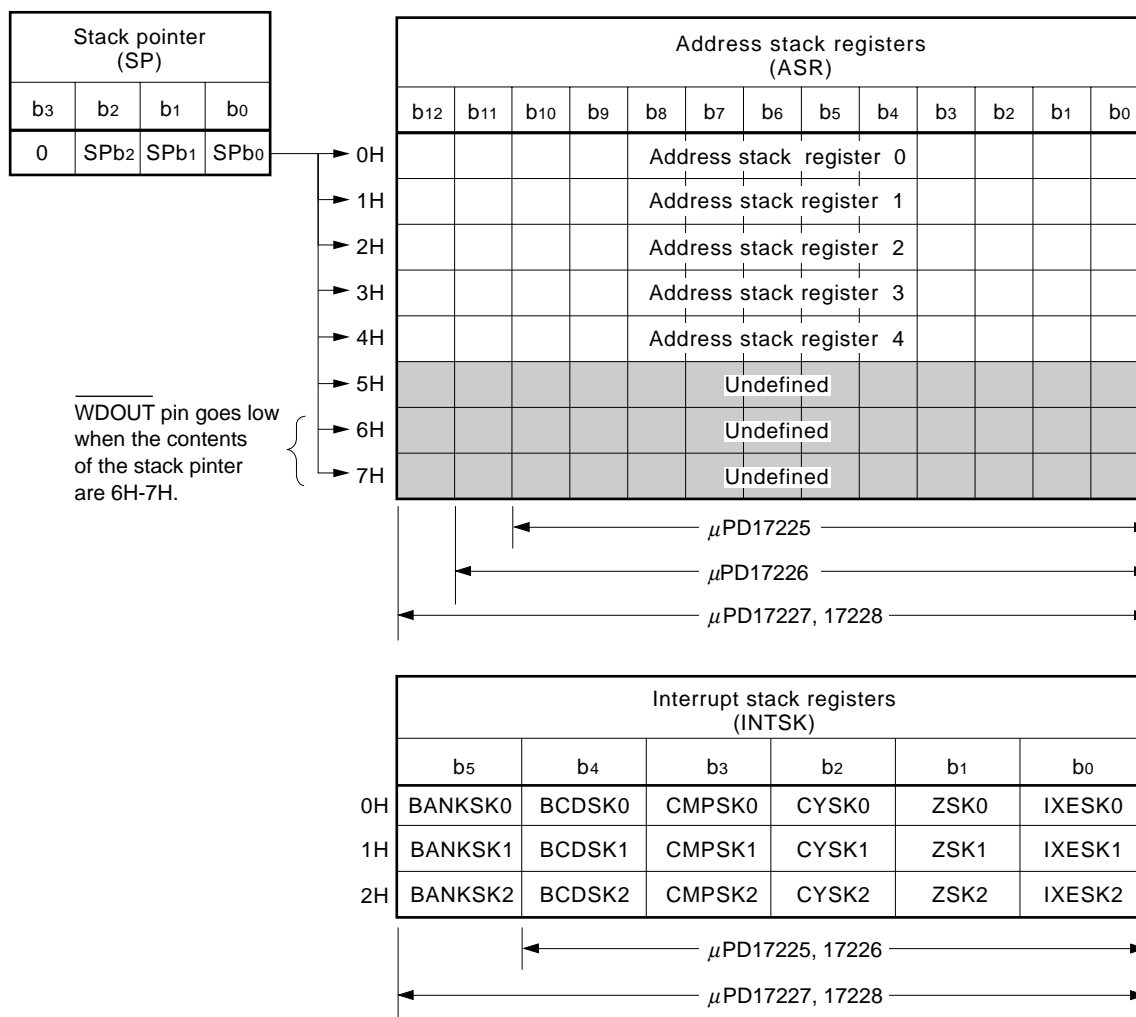 Stack pointer
(SP)
b3 b2 b1 b0
0 SPb2 SPb1 SPb0
Address stack registers
(ASR)
b12 b11 b10 b9 b8 b7 b6 b5 b4 b3 b2 b1 b0
0H Address stack register 0
1H Address stack register 1
2H Address stack register 2
3H Address stack register 3
4H Address stack register 4
5H Undefined
6H Undefined
7H Undefined
WDOUT pin goes low
when the contents
of the stack pinter
are 6H-7H.
μPD17225
μPD17226
μPD17227, 17228
Interrupt stack registers
(INTSK)
b5 b4 b3 b2 b1 b0
0H BANKSK0 BCDSK0 CMPSK0 CYSK0 ZSK0 IXESK0
1H BANKSK1 BCDSK1 CMPSK1 CYSK1 ZSK1 IXESK1
2H BANKSK2 BCDSK2 CMPSK2 CYSK2 ZSK2 IXESK2
μPD17225, 17226
μPD17227, 17228